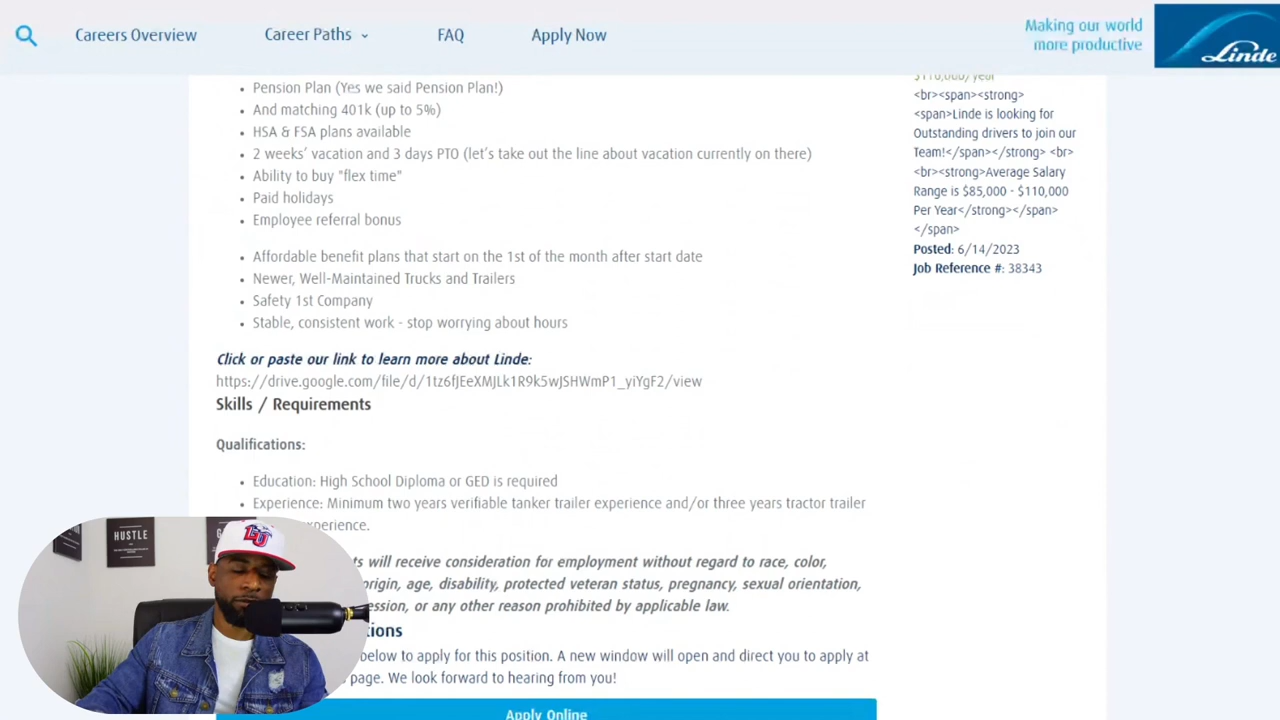 Careers Overview
Career Paths
FAQ
Apply Now
Making our world
more productive
Linde
Pension Plan (Yes we said Pension Plan!)
And matching 401k (up to 5%)
HSA & FSA plans available
2 weeks' vacation and 3 days PTO (let's take out the line about vacation currently on there)
Ability to buy "flex time"
Paid holidays
Employee referral bonus
Affordable benefit plans that start on the 1st of the month after start date
Newer, Well-Maintained Trucks and Trailers
Safety 1st Company
Stable, consistent work - stop worrying about hours
Click or paste our link to learn more about Linde:
https://drive.google.com/file/d/1tz6fJEeXMJLk1R9k5wJSHWmP1_yiYgF2/view
Skills / Requirements
Qualifications:
Education: High School Diploma or GED is required
Experience: Minimum two years verifiable tanker trailer experience and/or three years tractor trailer
experience.
ts will receive consideration for employment without regard to race, color,
origin, age, disability, protected veteran status, pregnancy, sexual orientation,
ession, or any other reason prohibited by applicable law.
tions
below to apply for this position. A new window will open and direct you to apply at
page. We look forward to hearing from you!
Apply Online
$110,000/year
<br><span><strong>
<span>Linde is looking for
Outstanding drivers to join our
Team!</span></strong> <br>
<br><strong>Average Salary
Range is $85,000 - $110,000
Per Year</strong></span>
</span>
Posted: 6/14/2023
Job Reference #: 38343
HUSTLE
LU